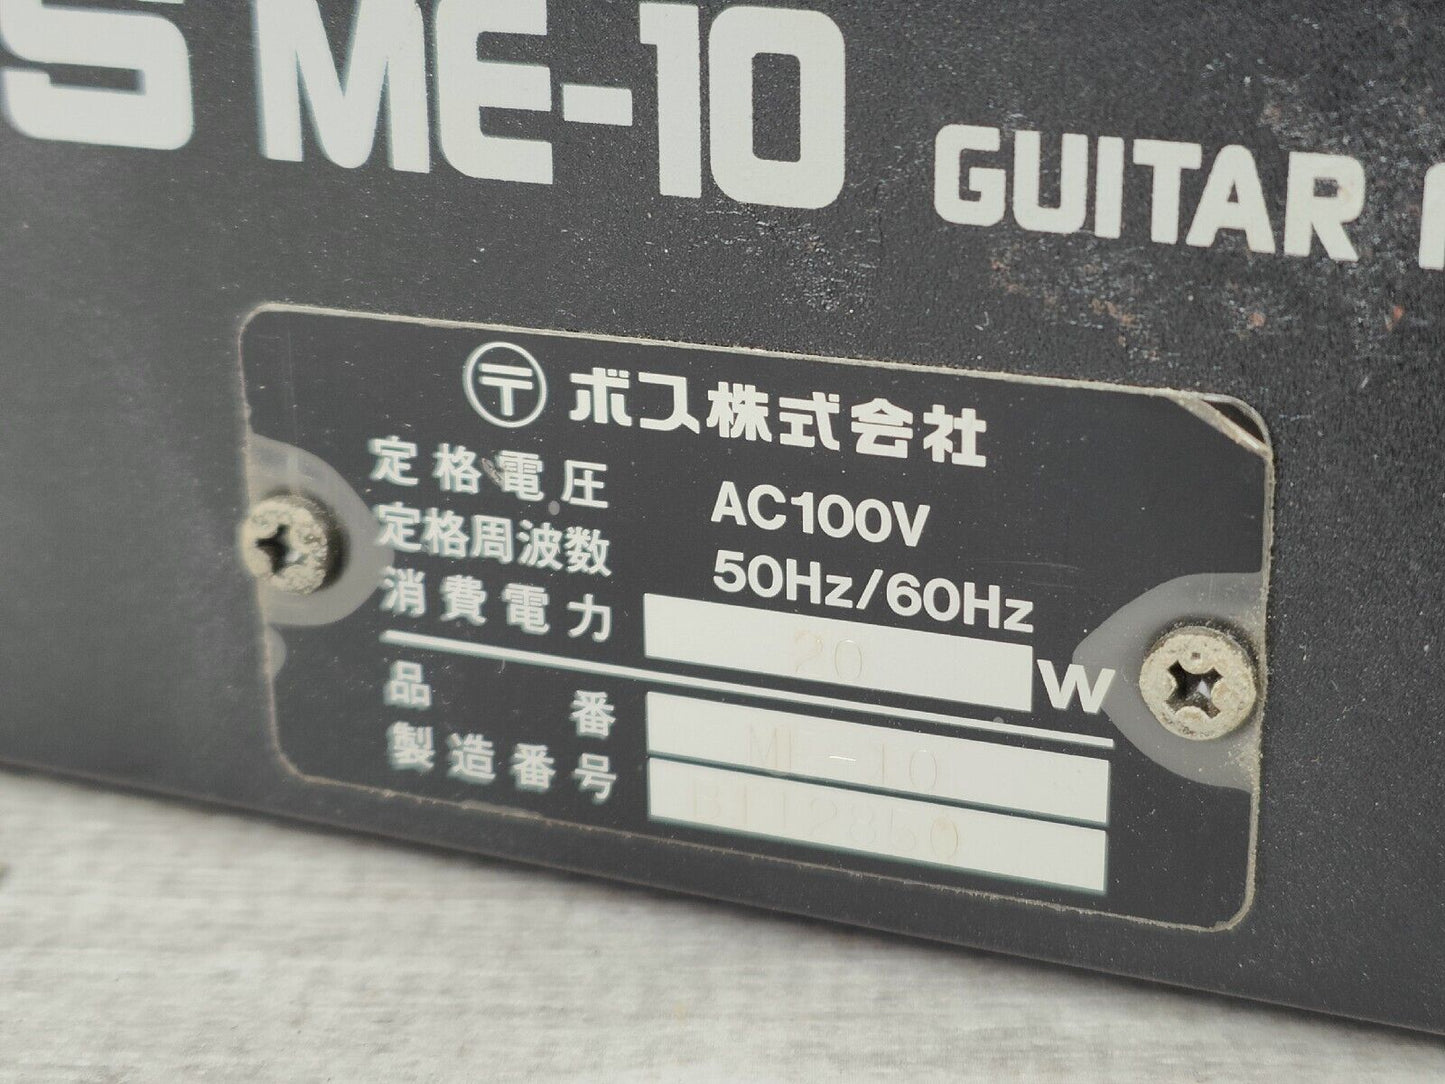 S ME-10 GUITAR
〒 ボス株式会社
定格電圧 AC100V
定格周波数 50Hz/60Hz
消費電力 20 W
品番 ME-10
製造番号